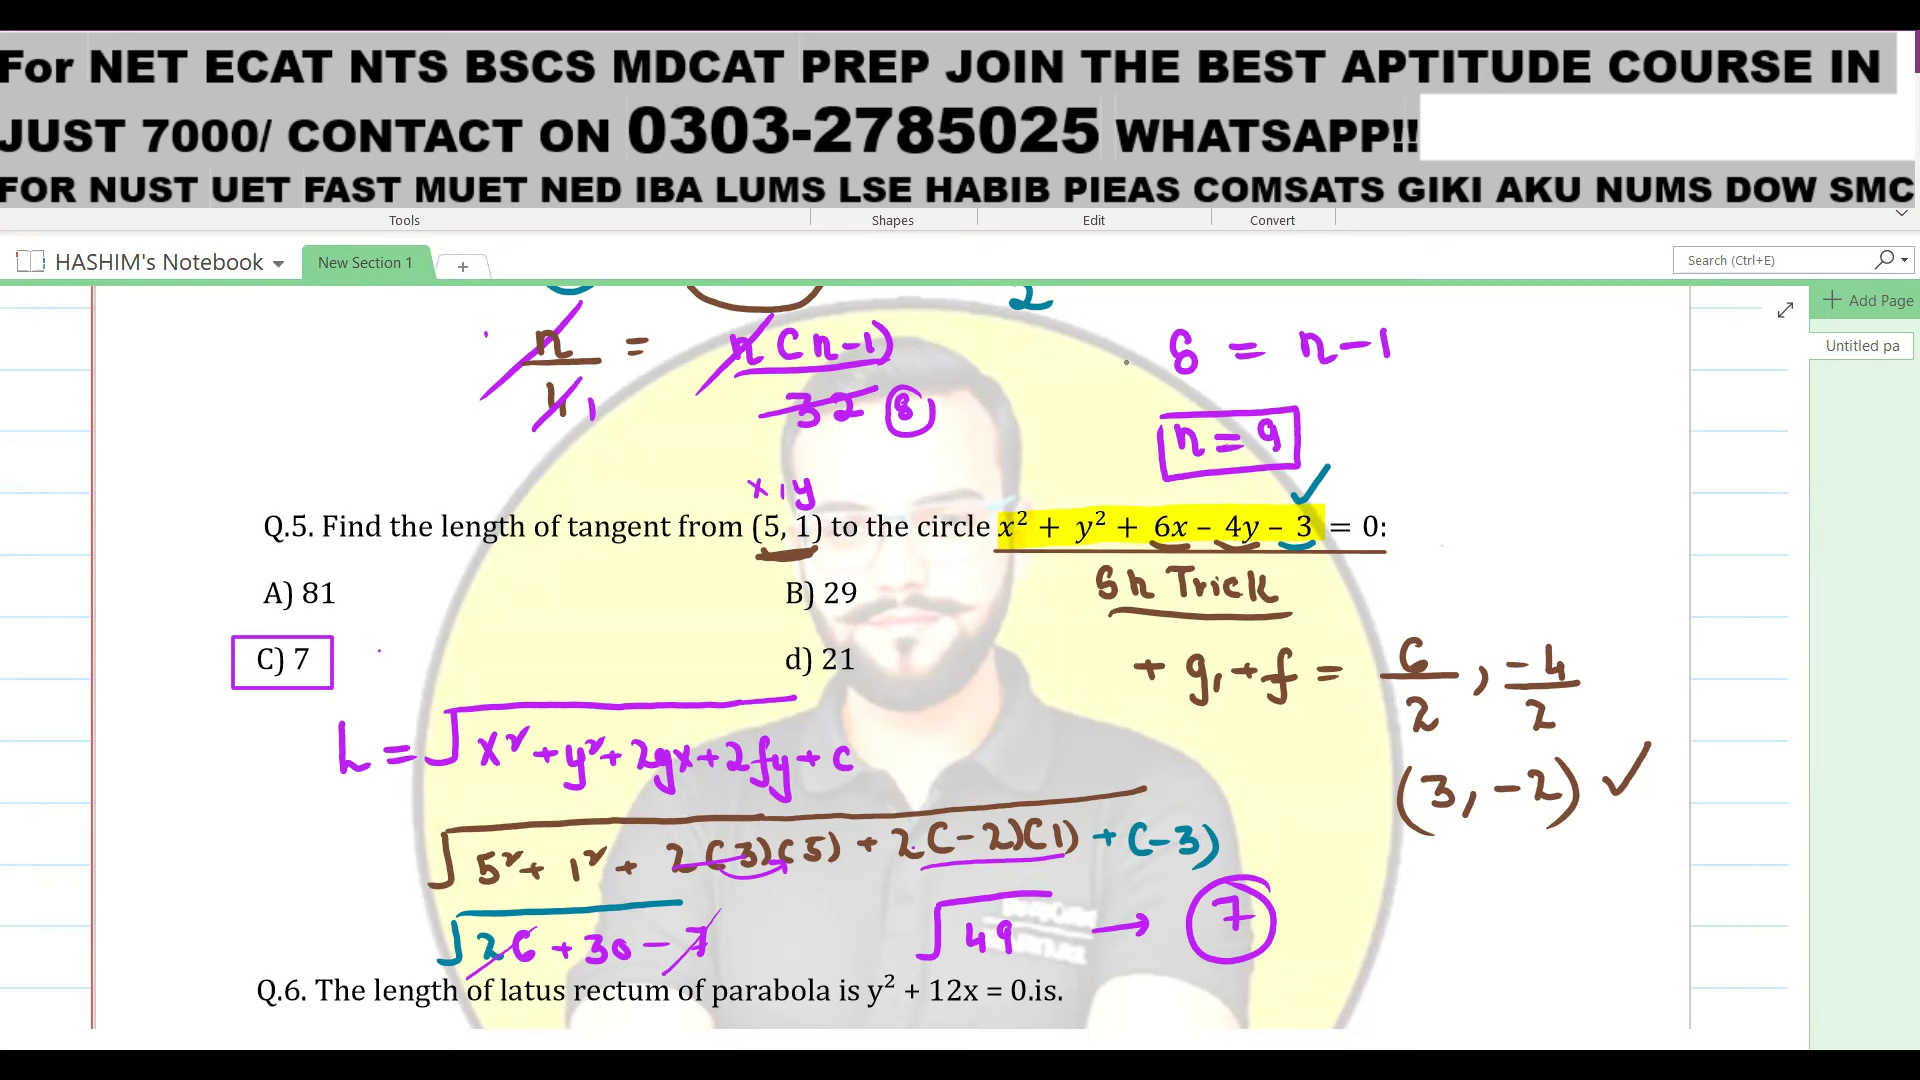 For NET ECAT NTS BSCS MDCAT PREP JOIN THE BEST APTITUDE COURSE IN
JUST 7000/ CONTACT ON 0303-2785025 WHATSAPP!!
FOR NUST UET FAST MUET NED IBA LUMS LSE HABIB PIEAS COMSATS GIKI AKU NUMS DOW SMC
Tools Shapes Edit Convert
HASHIM's Notebook New Section 1 Search (Ctrl+E)
Add Page
Untitled pa
2
n/4 1 = n(n-1)/32 8
8 = n-1
n = 9
x, y
Q.5. Find the length of tangent from (5, 1) to the circle x² + y² + 6x – 4y – 3 = 0:
A) 81 B) 29
Sh Trick
C) 7 d) 21
+g, +f = 6/2, -4/2
L = √x² + y² + 2gx + 2fy + c
(3, -2) ✓
√5² + 1² + 2(3)(5) + 2(-2)(1) + (-3)
√26 + 30 - 7 √49 → 7
Q.6. The length of latus rectum of parabola is y² + 12x = 0.is.